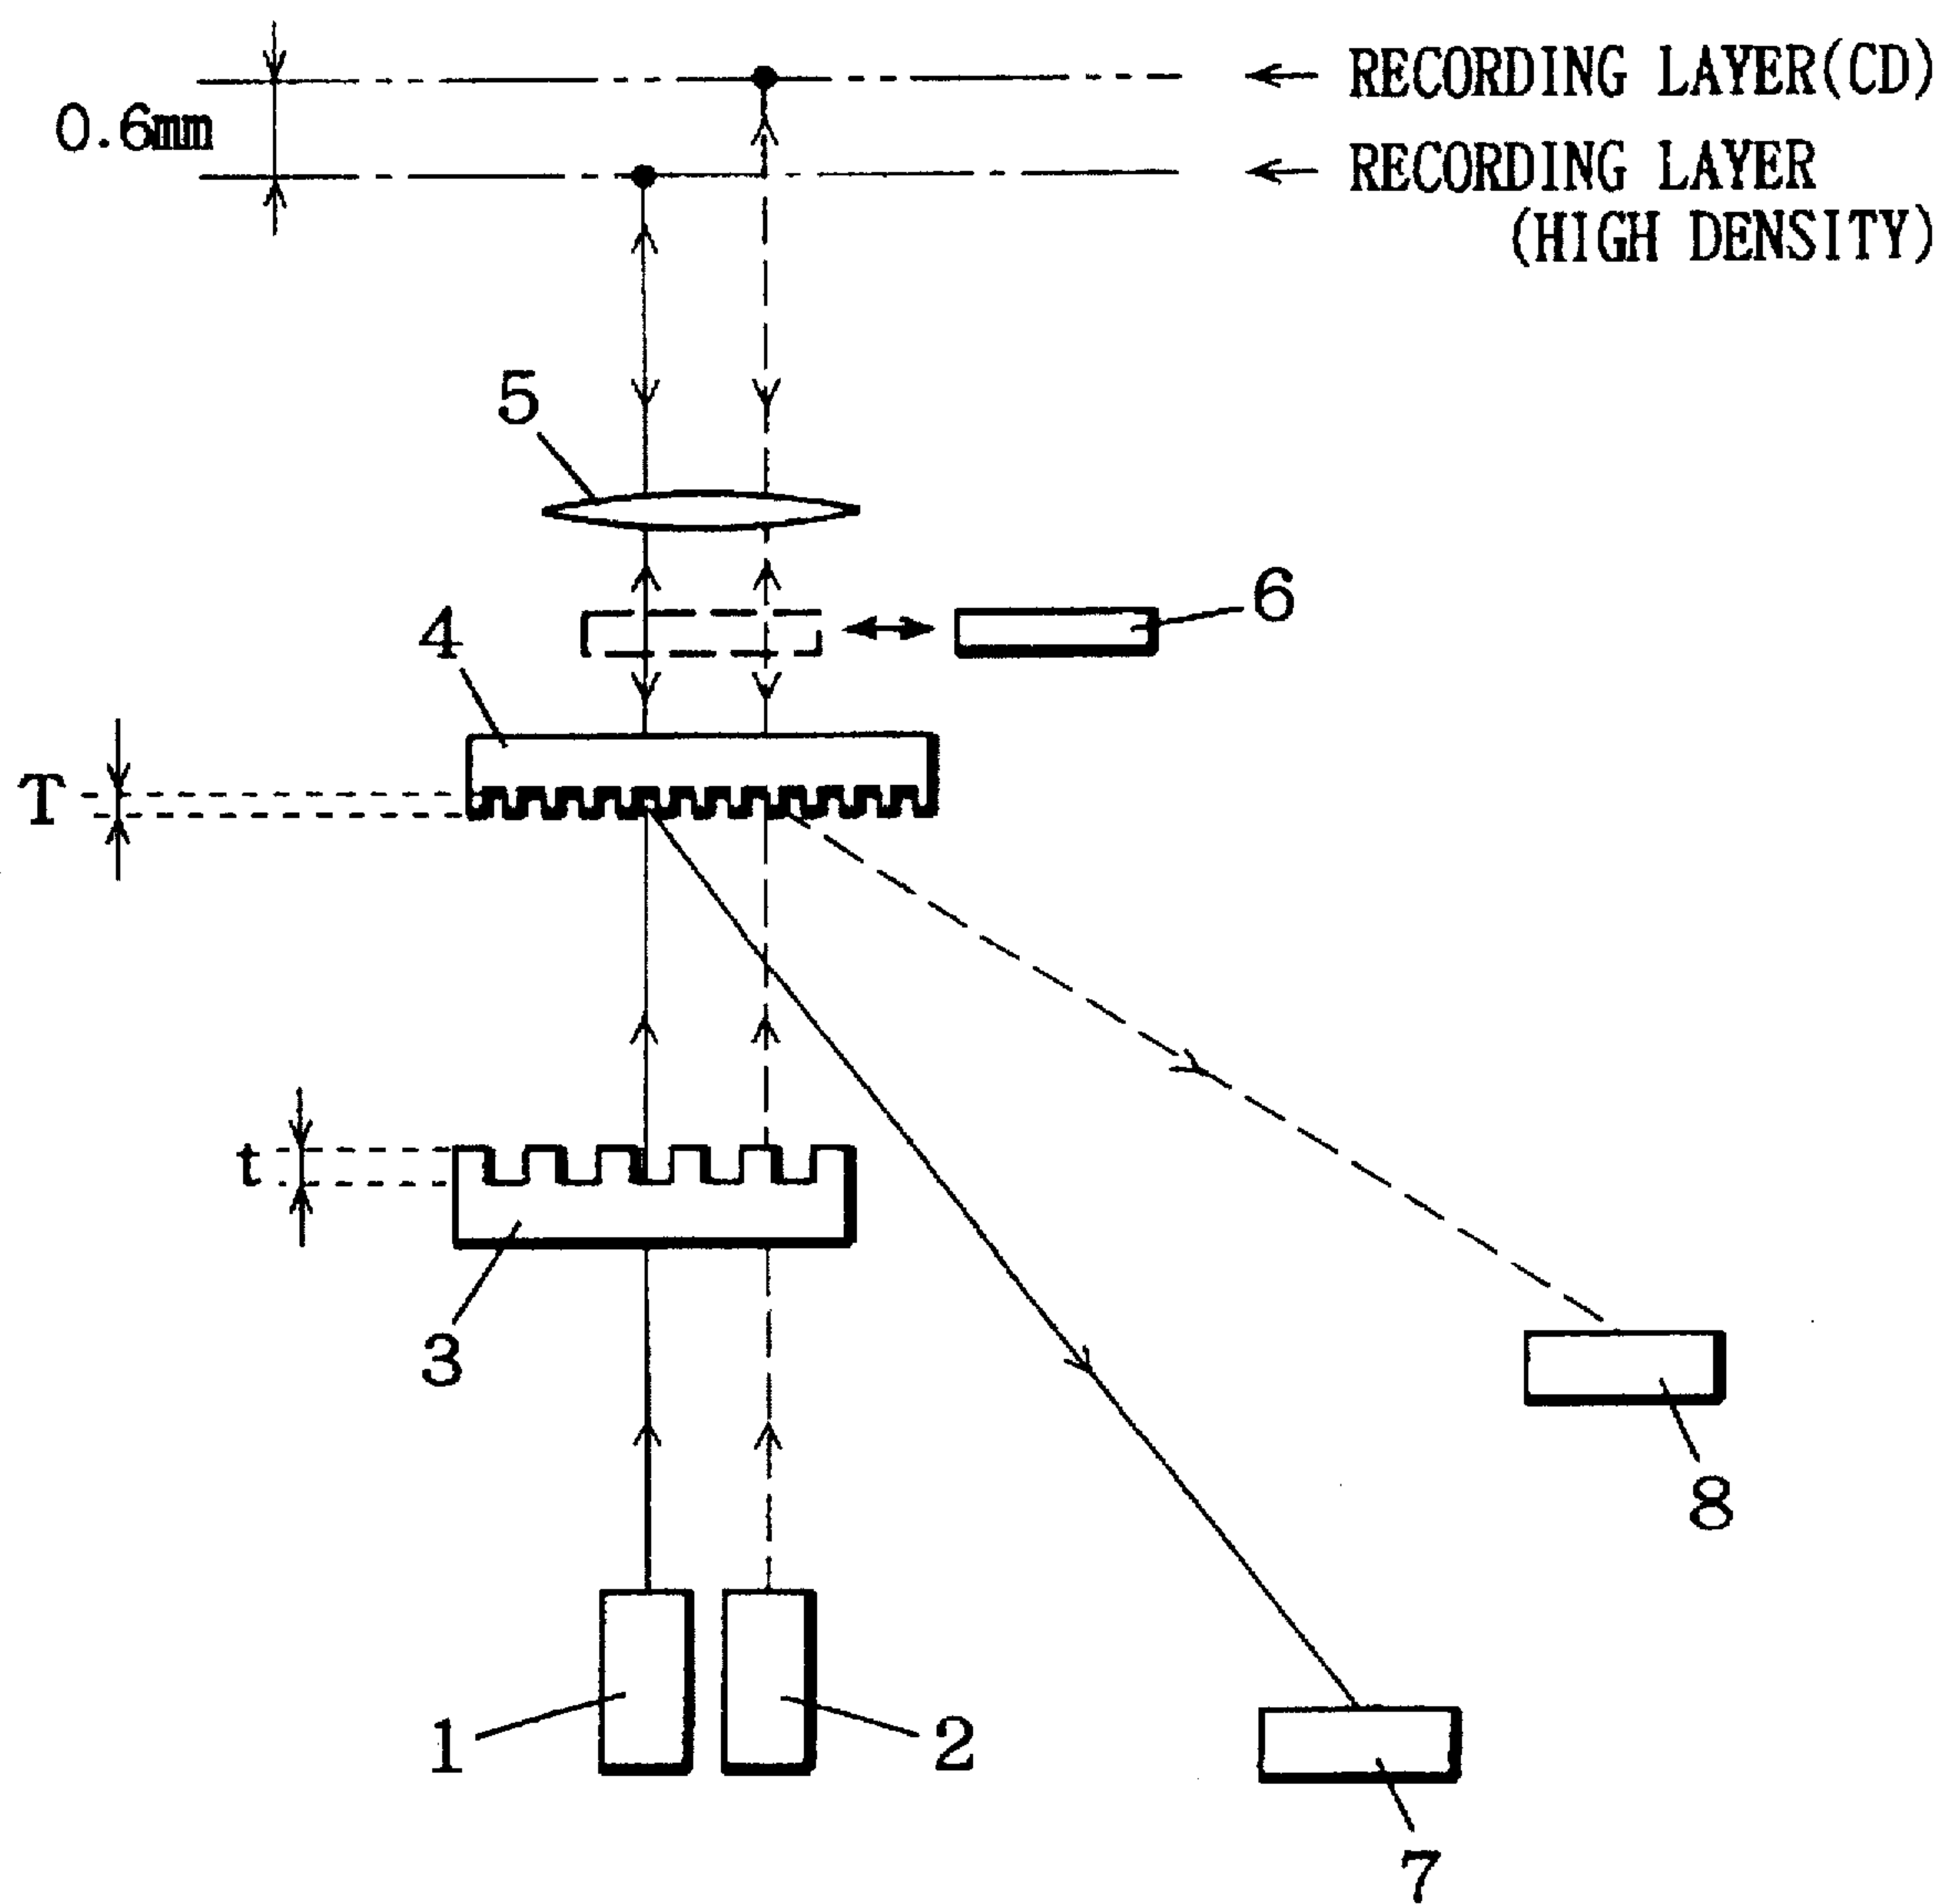 RECORDING LAYER(CD)
0.6mm
RECORDING LAYER
(HIGH DENSITY)
5
6
4
T
t
3
8
1
2
7